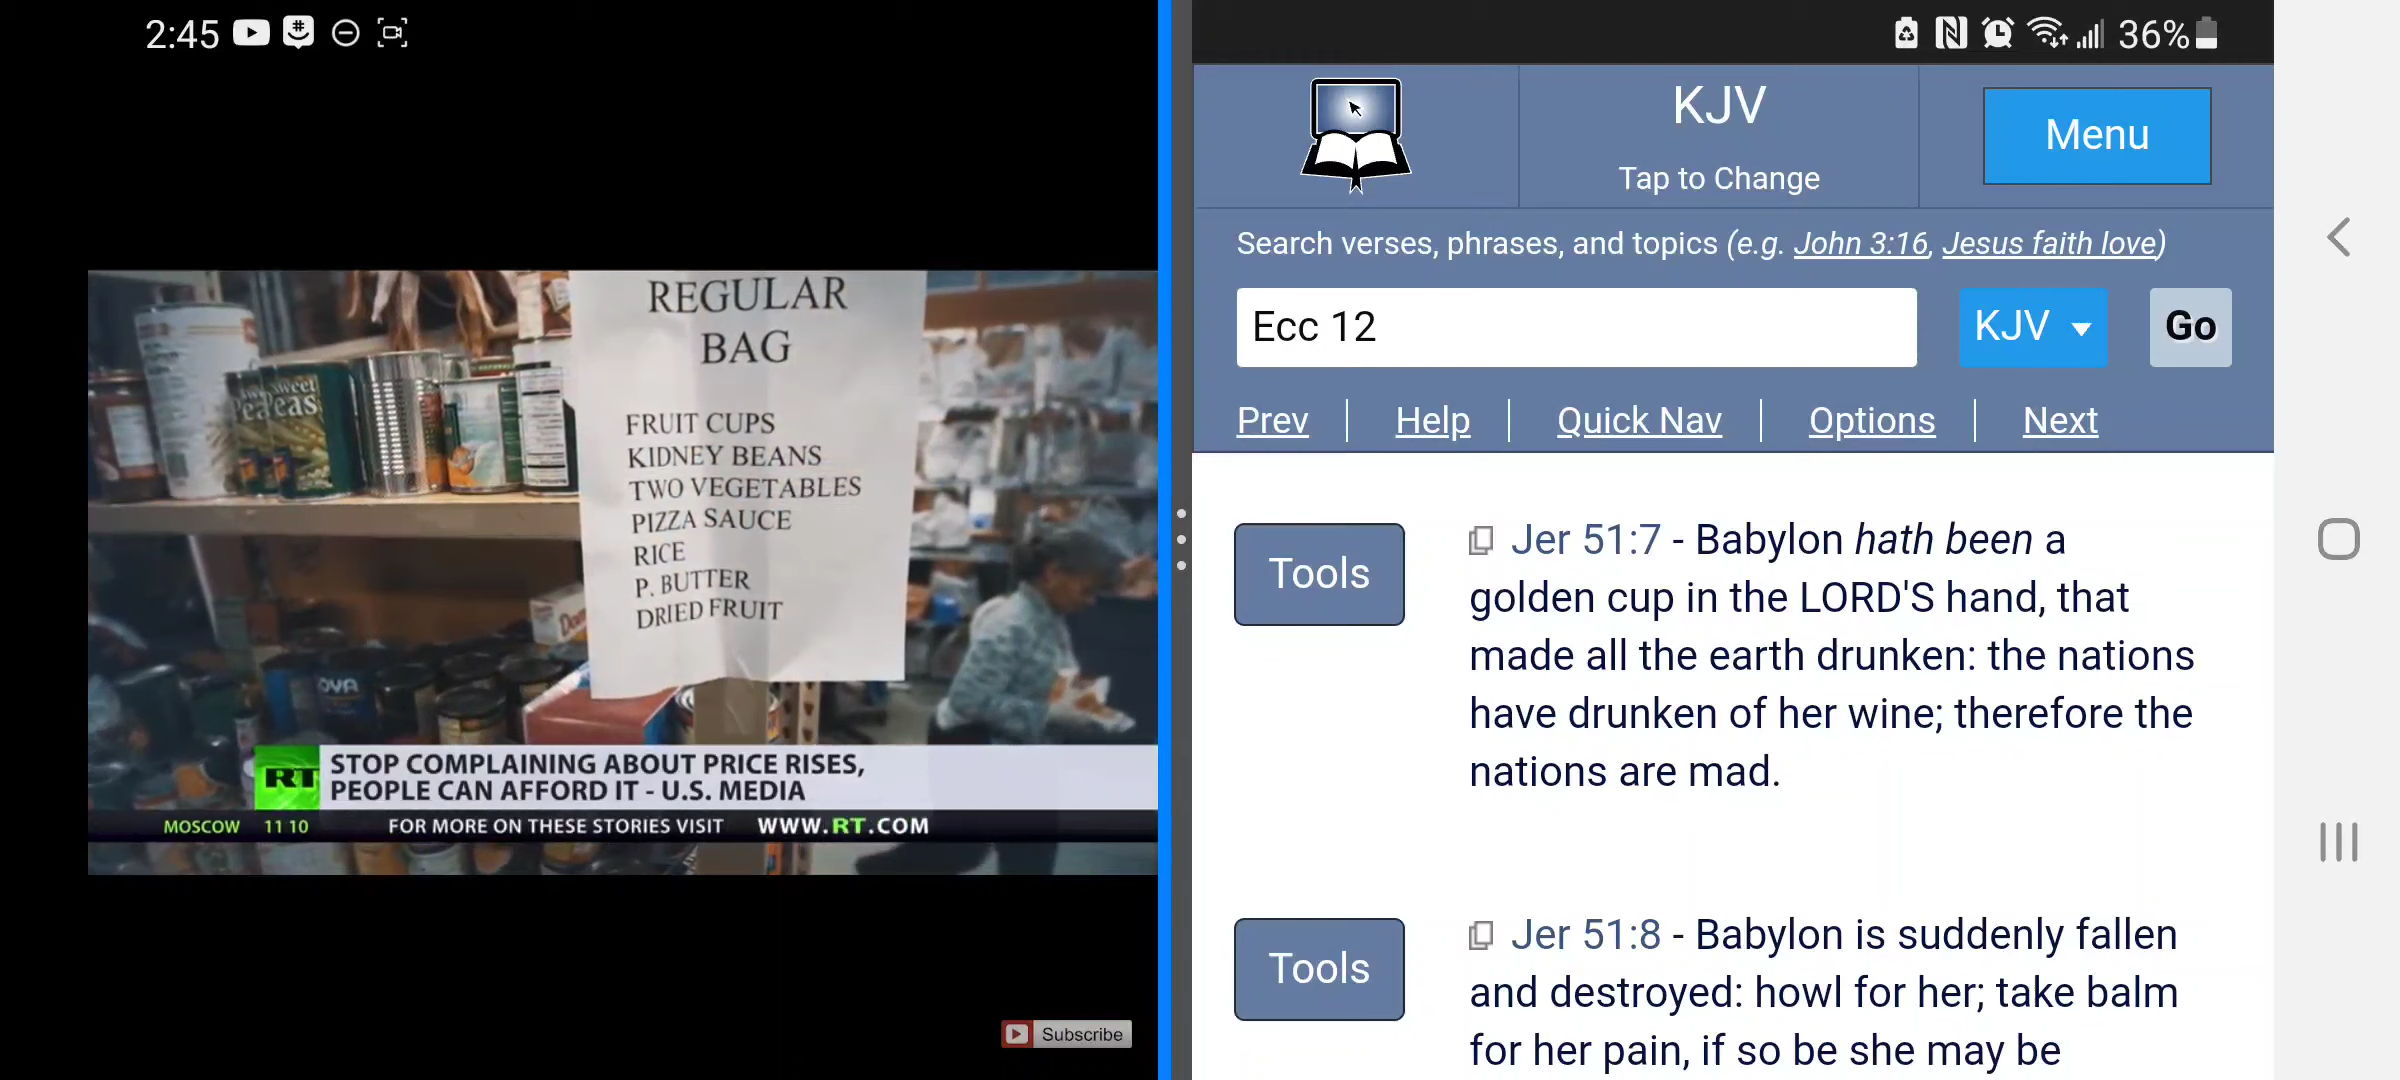 2:45
36%
REGULAR
BAG
FRUIT CUPS
KIDNEY BEANS
TWO VEGETABLES
PIZZA SAUCE
RICE
P. BUTTER
DRIED FRUIT
sweet
Peas
RT
STOP COMPLAINING ABOUT PRICE RISES,
PEOPLE CAN AFFORD IT - U.S. MEDIA
MOSCOW 11 10 FOR MORE ON THESE STORIES VISIT WWW.RT.COM
Subscribe
KJV
Tap to Change
Menu
Search verses, phrases, and topics (e.g. John 3:16, Jesus faith love)
Ecc 12 KJV Go
Prev Help Quick Nav Options Next
Tools
Jer 51:7 - Babylon hath been a
golden cup in the LORD'S hand, that
made all the earth drunken: the nations
have drunken of her wine; therefore the
nations are mad.
Tools
Jer 51:8 - Babylon is suddenly fallen
and destroyed: howl for her; take balm
for her pain, if so be she may be